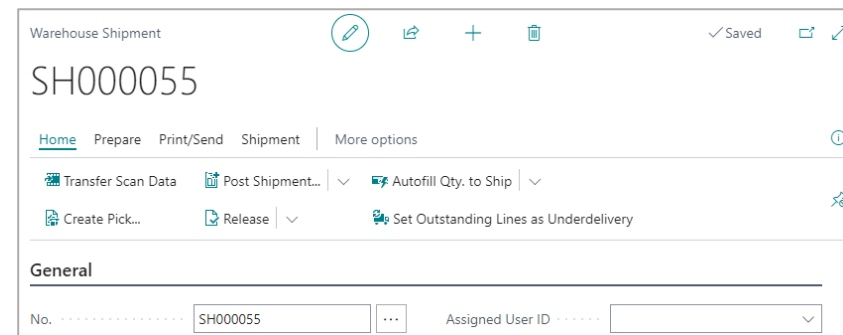 Warehouse Shipment
Saved
SH000055
Home Prepare Print/Send Shipment More options
Transfer Scan Data Post Shipment... Autofill Qty. to Ship
Create Pick... Release Set Outstanding Lines as Underdelivery
General
No. SH000055 ... Assigned User ID